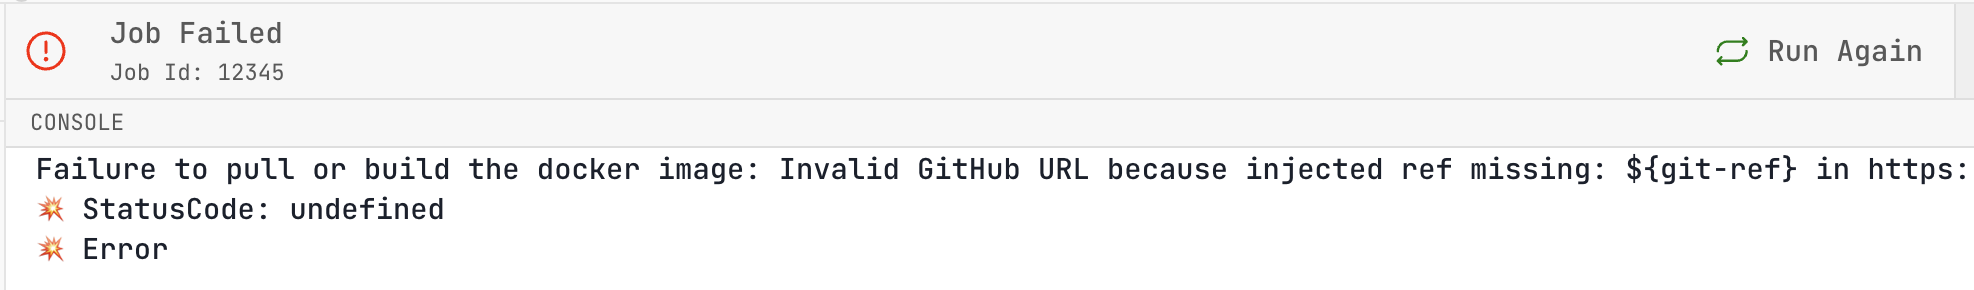 Job Failed
Job Id: 12345
Run Again
CONSOLE
Failure to pull or build the docker image: Invalid GitHub URL because injected ref missing: ${git-ref} in https:
💥 StatusCode: undefined
💥 Error